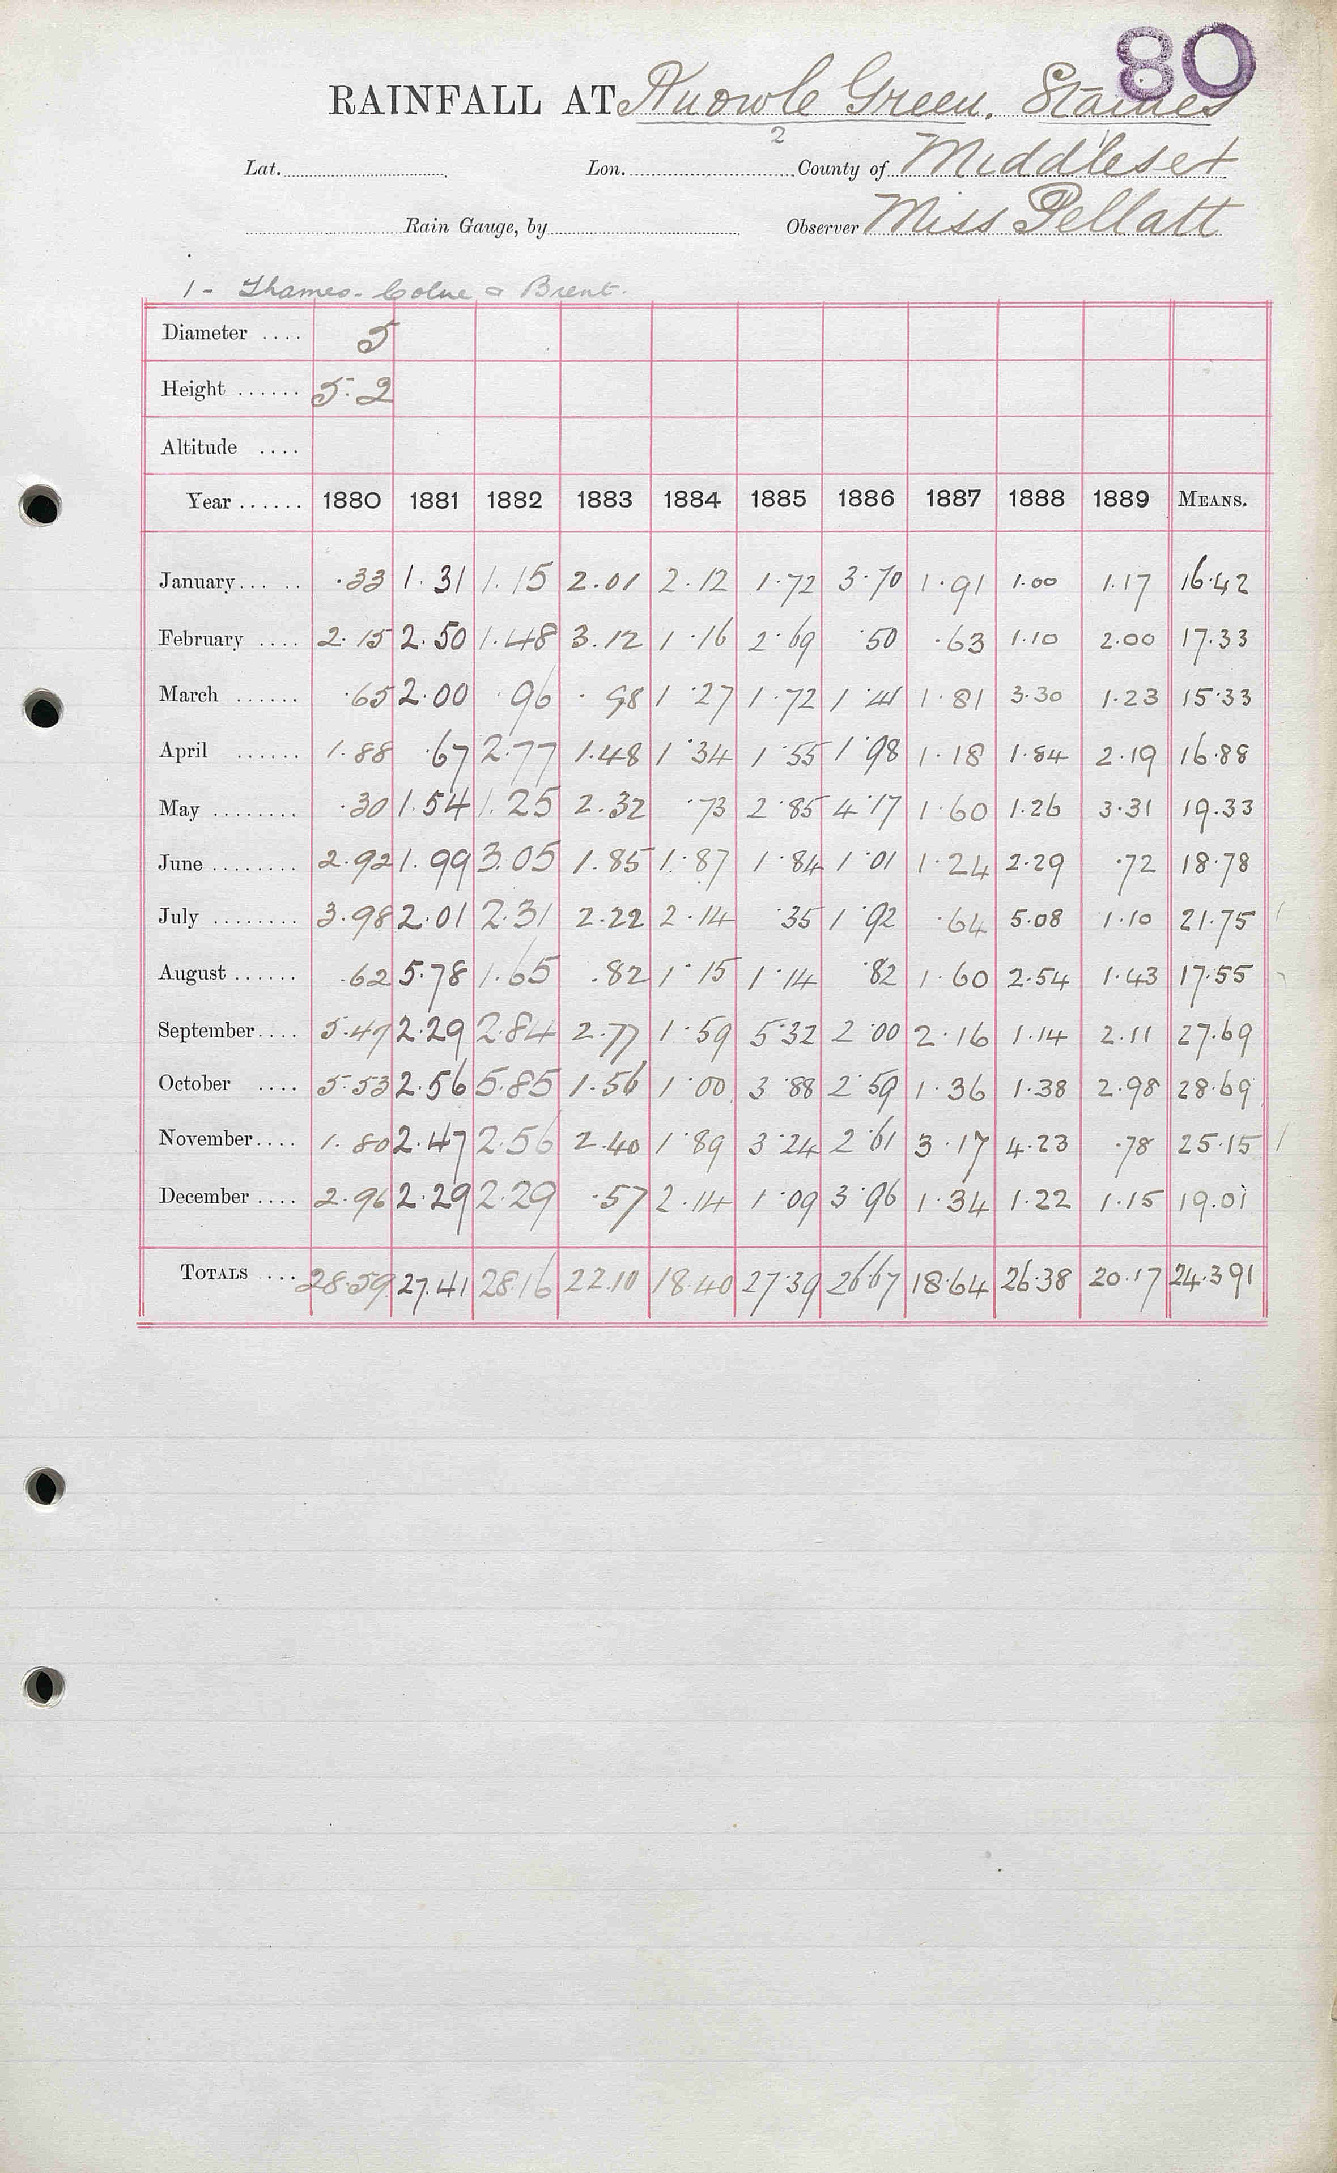 80
RAINFALL AT Knowle Green. Staines
2
Lat. Lon. County of Middlesex
Rain Gauge, by Observer Miss Pellatt
1 - Thames - Colne & Brent.
Diameter .... 5
Height ...... 5.2
Altitude ....
Year ...... 1880 1881 1882 1883 1884 1885 1886 1887 1888 1889 MEANS.
January... .. .33 1.31 1.15 2.01 2.12 1.72 3.70 1.91 1.00 1.17 16.42
February .... 2.15 2.50 1.48 3.12 1.16 2.69 .50 .63 1.10 2.00 17.33
March ...... .65 2.00 .96 .98 1.27 1.72 1.41 1.81 3.30 1.23 15.33
April ...... 1.88 .67 2.77 1.48 1.34 1.55 1.98 1.18 1.84 2.19 16.88
May ........ .30 1.54 1.25 2.32 .73 2.85 4.17 1.60 1.26 3.31 19.33
June ........ 2.92 1.99 3.05 1.85 1.87 1.84 1.01 1.24 2.29 .72 18.78
July ........ 3.98 2.01 2.31 2.22 2.14 .35 1.92 .64 5.08 1.10 21.75
August ...... .62 5.78 1.65 .82 1.15 1.14 .82 1.60 2.54 1.43 17.55
September.... 5.47 2.29 2.84 2.77 1.59 5.32 2.00 2.16 1.14 2.11 27.69
October .... 5.53 2.56 5.85 1.56 1.00 3.88 2.59 1.36 1.38 2.98 28.69
November.... 1.80 2.47 2.56 2.40 1.89 3.24 2.61 3.17 4.23 .78 25.15
December .... 2.96 2.29 2.29 .57 2.14 1.09 3.96 1.34 1.22 1.15 19.01
TOTALS ... 28.59 27.41 28.16 22.10 18.40 27.39 26.67 18.64 26.38 20.17 24.391